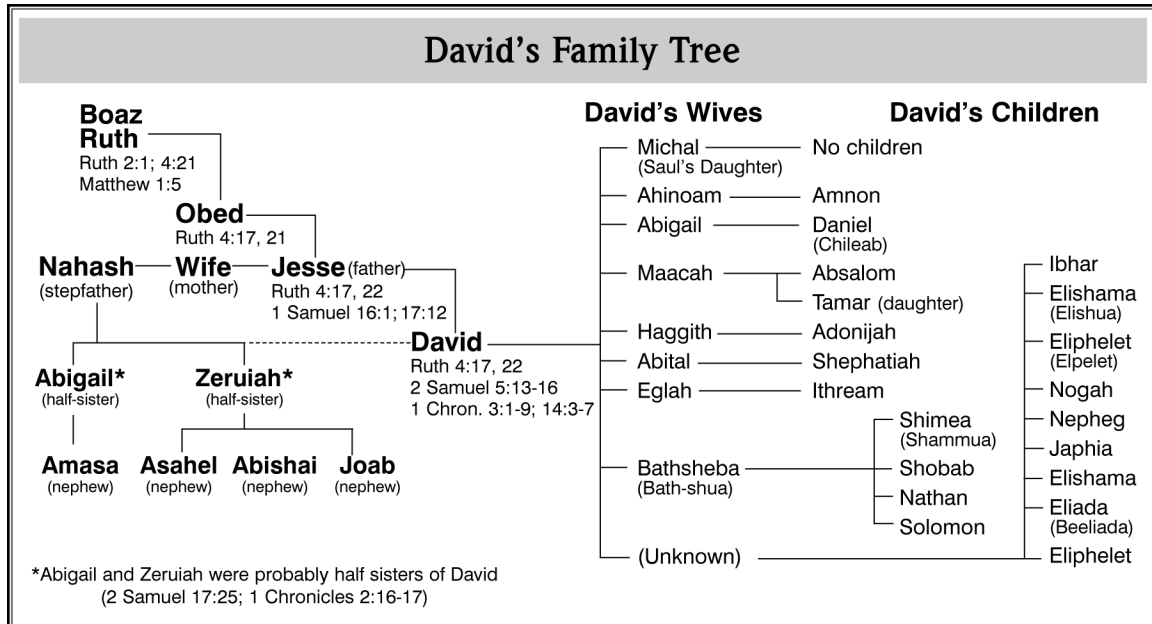 David's Family Tree
Boaz
Ruth
Ruth 2:1; 4:21
Matthew 1:5
Obed
Ruth 4:17, 21
Nahash
(stepfather)
Wife
(mother)
Jesse (father)
Ruth 4:17, 22
1 Samuel 16:1; 17:12
David
Ruth 4:17, 22
2 Samuel 5:13-16
1 Chron. 3:1-9; 14:3-7
Abigail*
(half-sister)
Zeruiah*
(half-sister)
Amasa
(nephew)
Asahel
(nephew)
Abishai
(nephew)
Joab
(nephew)
*Abigail and Zeruiah were probably half sisters of David
(2 Samuel 17:25; 1 Chronicles 2:16-17)
David's Wives
David's Children
Michal
(Saul's Daughter)
No children
Ahinoam
Amnon
Abigail
Daniel
(Chileab)
Maacah
Absalom
Tamar (daughter)
Haggith
Adonijah
Abital
Shephatiah
Eglah
Ithream
Bathsheba
(Bath-shua)
Shimea
(Shammua)
Shobab
Nathan
Solomon
(Unknown)
Ibhar
Elishama
(Elishua)
Eliphelet
(Elpelet)
Nogah
Nepheg
Japhia
Elishama
Eliada
(Beeliada)
Eliphelet